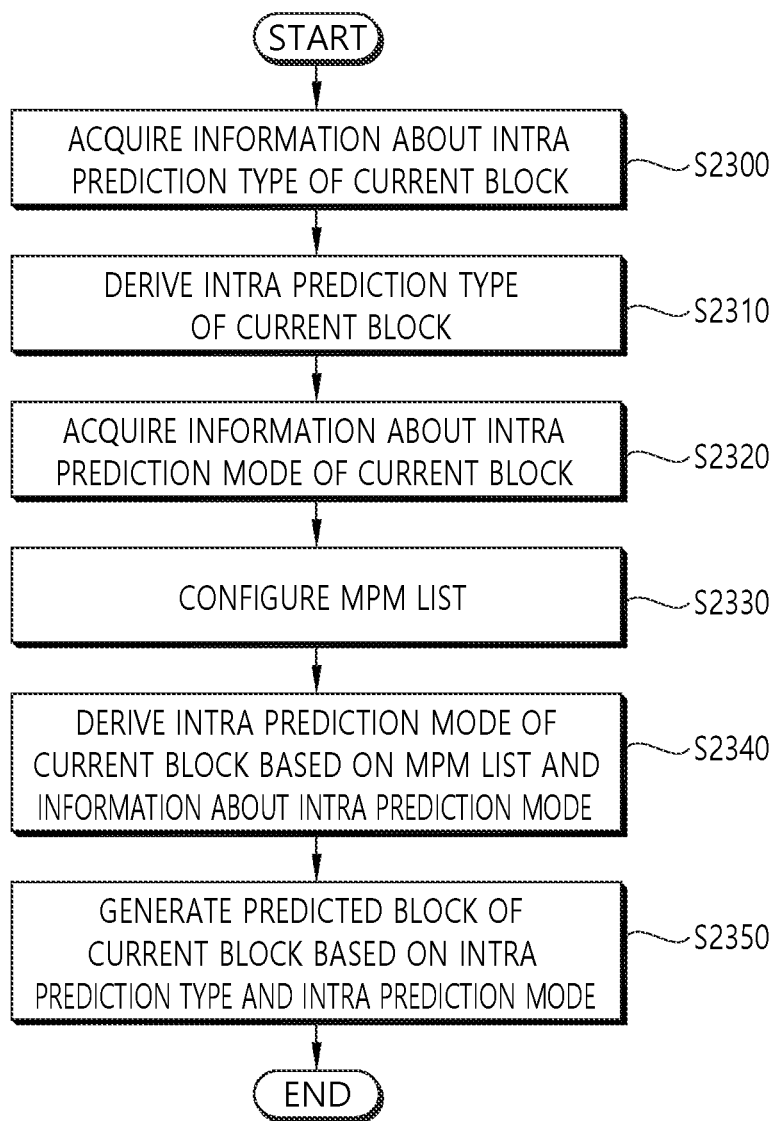 START
ACQUIRE INFORMATION ABOUT INTRA
PREDICTION TYPE OF CURRENT BLOCK
S2300
DERIVE INTRA PREDICTION TYPE
OF CURRENT BLOCK
S2310
ACQUIRE INFORMATION ABOUT INTRA
PREDICTION MODE OF CURRENT BLOCK
S2320
CONFIGURE MPM LIST
S2330
DERIVE INTRA PREDICTION MODE OF
CURRENT BLOCK BASED ON MPM LIST AND
INFORMATION ABOUT INTRA PREDICTION MODE
S2340
GENERATE PREDICTED BLOCK OF
CURRENT BLOCK BASED ON INTRA
PREDICTION TYPE AND INTRA PREDICTION MODE
S2350
END